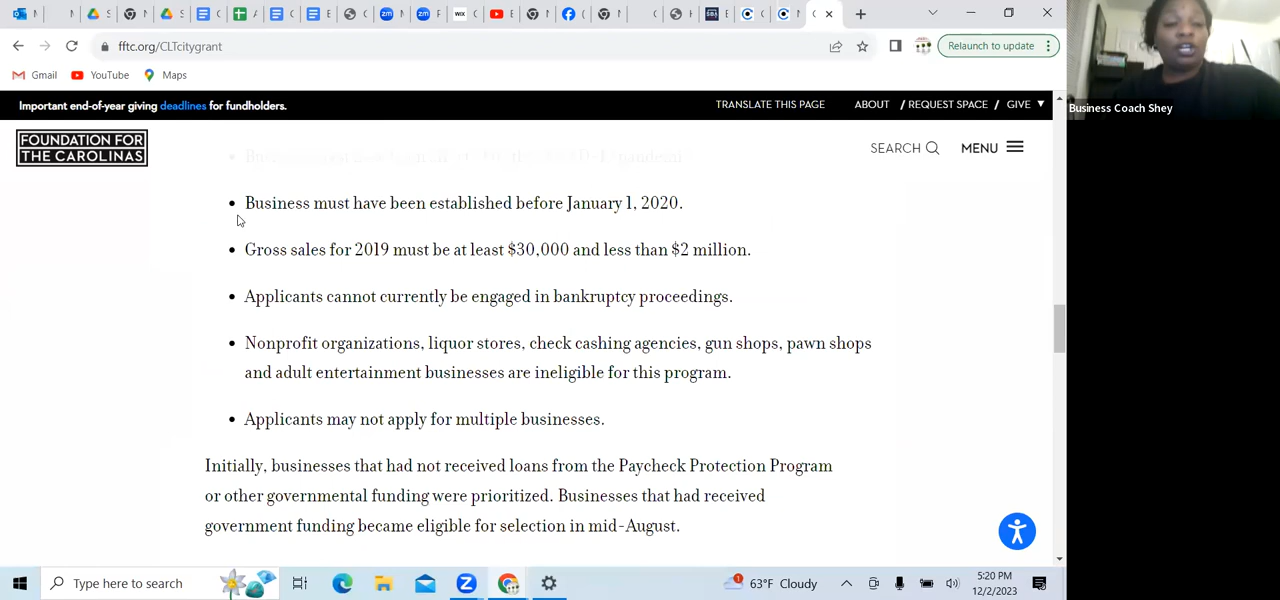 fftc.org/CLTcitygrant
Relaunch to update
Gmail YouTube Maps
Business Coach Shey
Important end-of-year giving deadlines for fundholders.
TRANSLATE THIS PAGE ABOUT / REQUEST SPACE / GIVE ▼
FOUNDATION FOR
THE CAROLINAS
SEARCH MENU
• Business must have been established before January 1, 2020.
• Gross sales for 2019 must be at least $30,000 and less than $2 million.
• Applicants cannot currently be engaged in bankruptcy proceedings.
• Nonprofit organizations, liquor stores, check cashing agencies, gun shops, pawn shops
and adult entertainment businesses are ineligible for this program.
• Applicants may not apply for multiple businesses.
Initially, businesses that had not received loans from the Paycheck Protection Program
or other governmental funding were prioritized. Businesses that had received
government funding became eligible for selection in mid-August.
Type here to search
63°F Cloudy
5:20 PM
12/2/2023